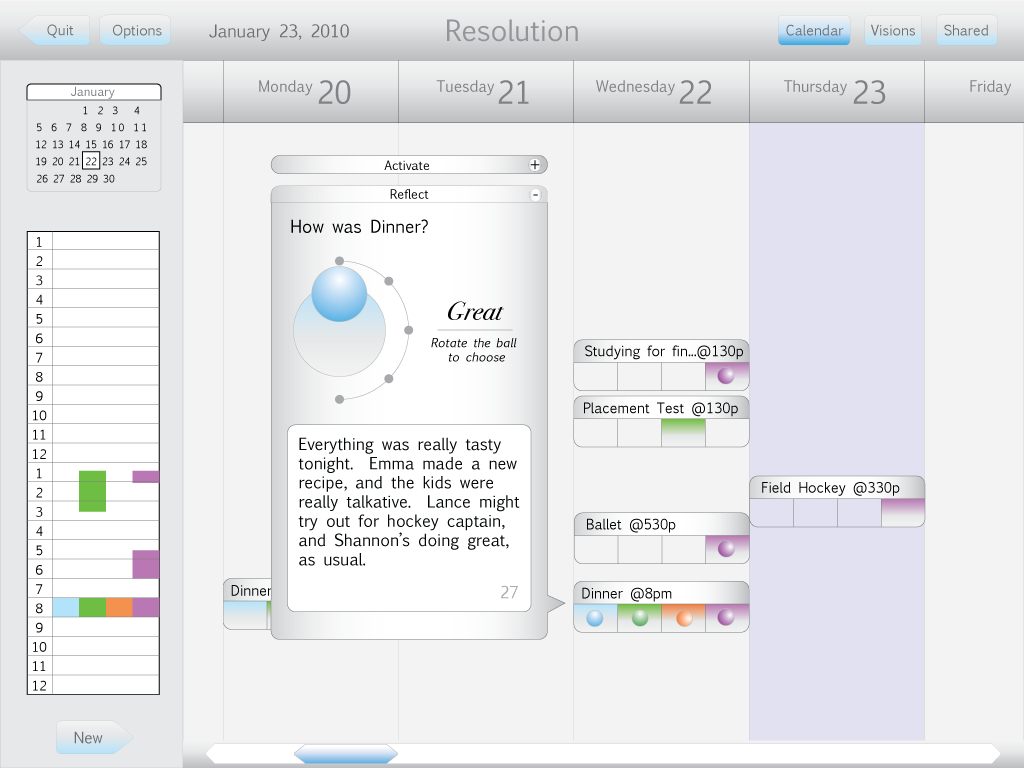 Quit
Options
January 23, 2010
Resolution
Calendar
Visions
Shared
January
1 2 3 4
5 6 7 8 9 10 11
12 13 14 15 16 17 18
19 20 21 22 23 24 25
26 27 28 29 30
Monday 20
Tuesday 21
Wednesday 22
Thursday 23
Friday
1
2
3
4
5
6
7
8
9
10
11
12
1
2
3
4
5
6
7
8
9
10
11
12
New
Activate +
Reflect -
How was Dinner?
Great
Rotate the ball
to choose
Everything was really tasty
tonight. Emma made a new
recipe, and the kids were
really talkative. Lance might
try out for hockey captain,
and Shannon's doing great,
as usual.
27
Dinner
Studying for fin...@130p
Placement Test @130p
Ballet @530p
Dinner @8pm
Field Hockey @330p